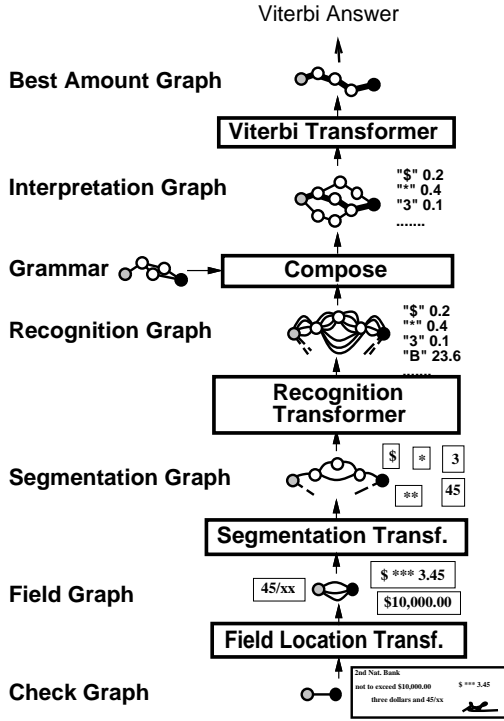 Viterbi Answer
Best Amount Graph
Viterbi Transformer
Interpretation Graph
"$" 0.2
"*" 0.4
"3" 0.1
.......
Grammar
Compose
Recognition Graph
"$" 0.2
"*" 0.4
"3" 0.1
"B" 23.6
.......
Recognition
Transformer
Segmentation Graph
$ * 3
** 45
Segmentation Transf.
Field Graph
45/xx
$ *** 3.45
$10,000.00
Field Location Transf.
Check Graph
2nd Nat. Bank
not to exceed $10,000.00 $ *** 3.45
three dollars and 45/xx